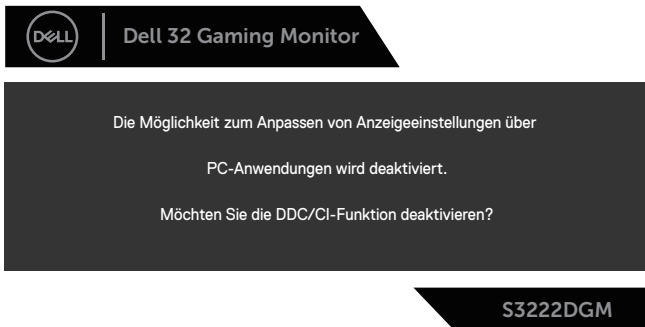 DELL
Dell 32 Gaming Monitor
Die Möglichkeit zum Anpassen von Anzeigeeinstellungen über
PC-Anwendungen wird deaktiviert.
Möchten Sie die DDC/CI-Funktion deaktivieren?
S3222DGM